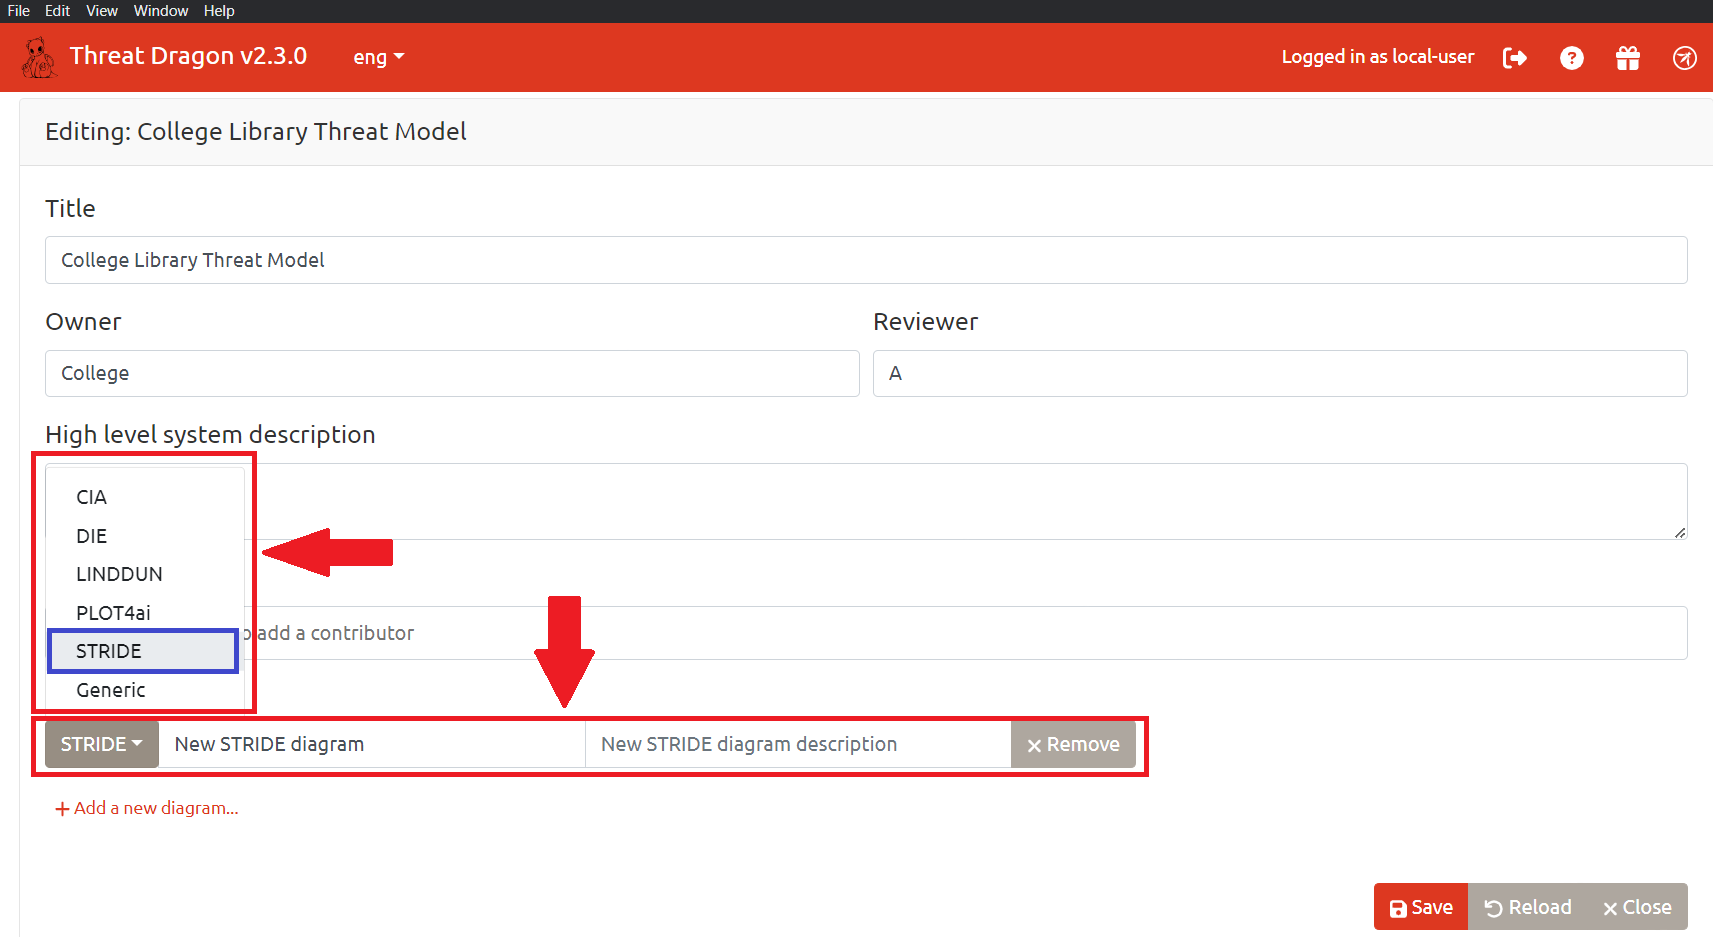 File Edit View Window Help
Threat Dragon v2.3.0 eng Logged in as local-user ?
Editing: College Library Threat Model
Title
College Library Threat Model
Owner Reviewer
College A
High level system description
CIA
DIE
LINDDUN
PLOT4ai
add a contributor
STRIDE
Generic
STRIDE New STRIDE diagram New STRIDE diagram description Remove
+ Add a new diagram...
Save Reload Close